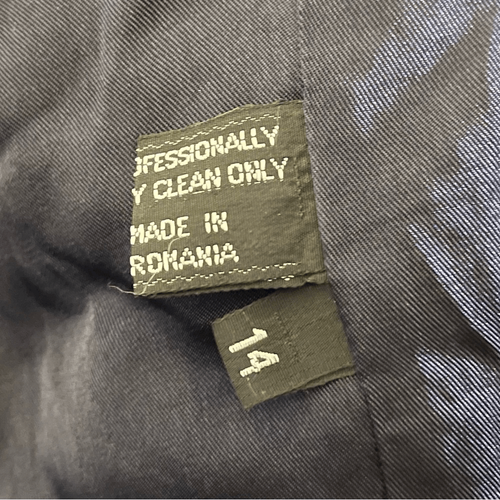 OFESSIONALLY
Y CLEAN ONLY
MADE IN
ROMANIA
14